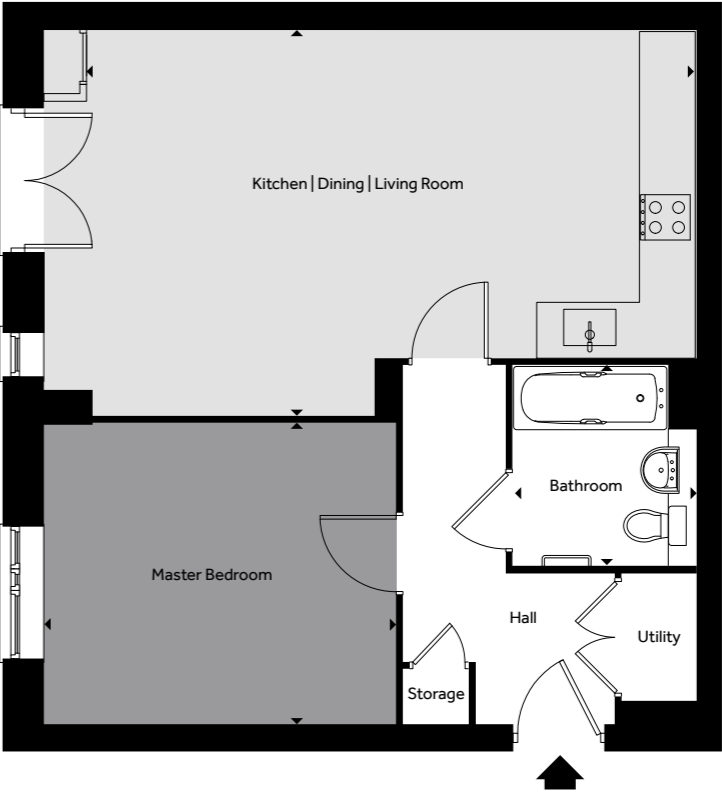 Kitchen | Dining | Living Room
Bathroom
Master Bedroom
Hall
Utility
Storage